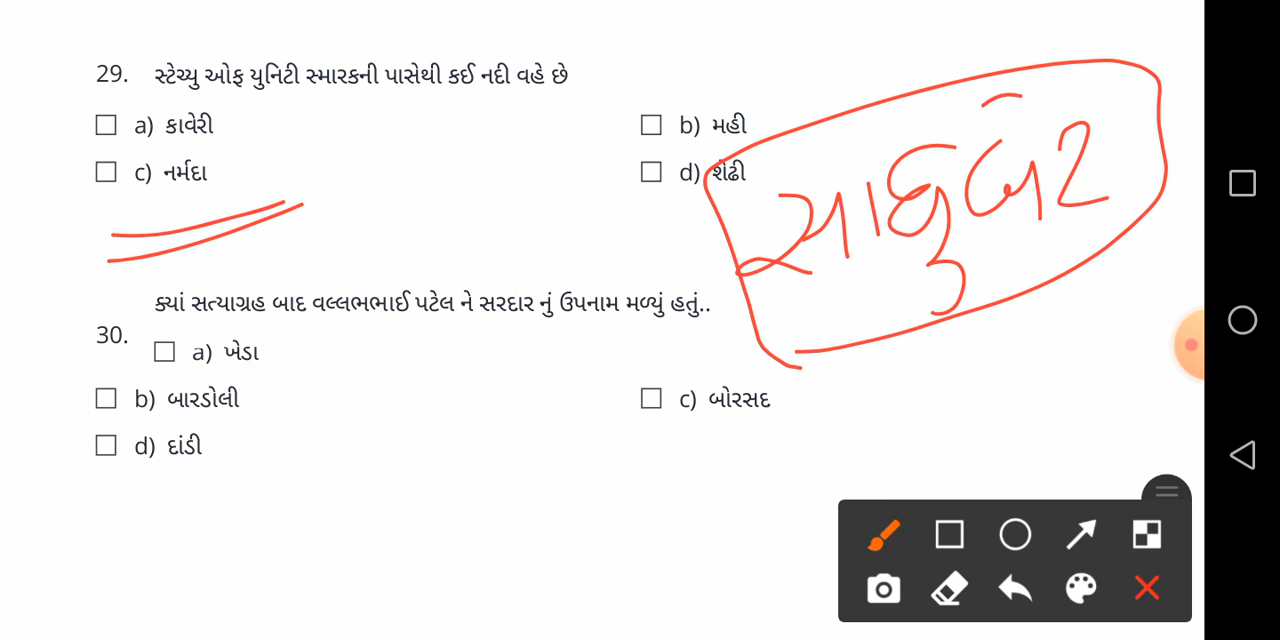 29. સ્ટેચ્યુ ઓફ યુનિટી સ્મારકની પાસેથી કઈ નદી વહે છે
a) કાવેરી
b) મહી
c) નર્મદા
d) શેઢી
સાધુબેટ
ક્યાં સત્યાગ્રહ બાદ વલ્લભભાઈ પટેલ ને સરદાર નું ઉપનામ મળ્યું હતું..
30.
a) ખેડા
b) બારડોલી
c) બોરસદ
d) દાંડી